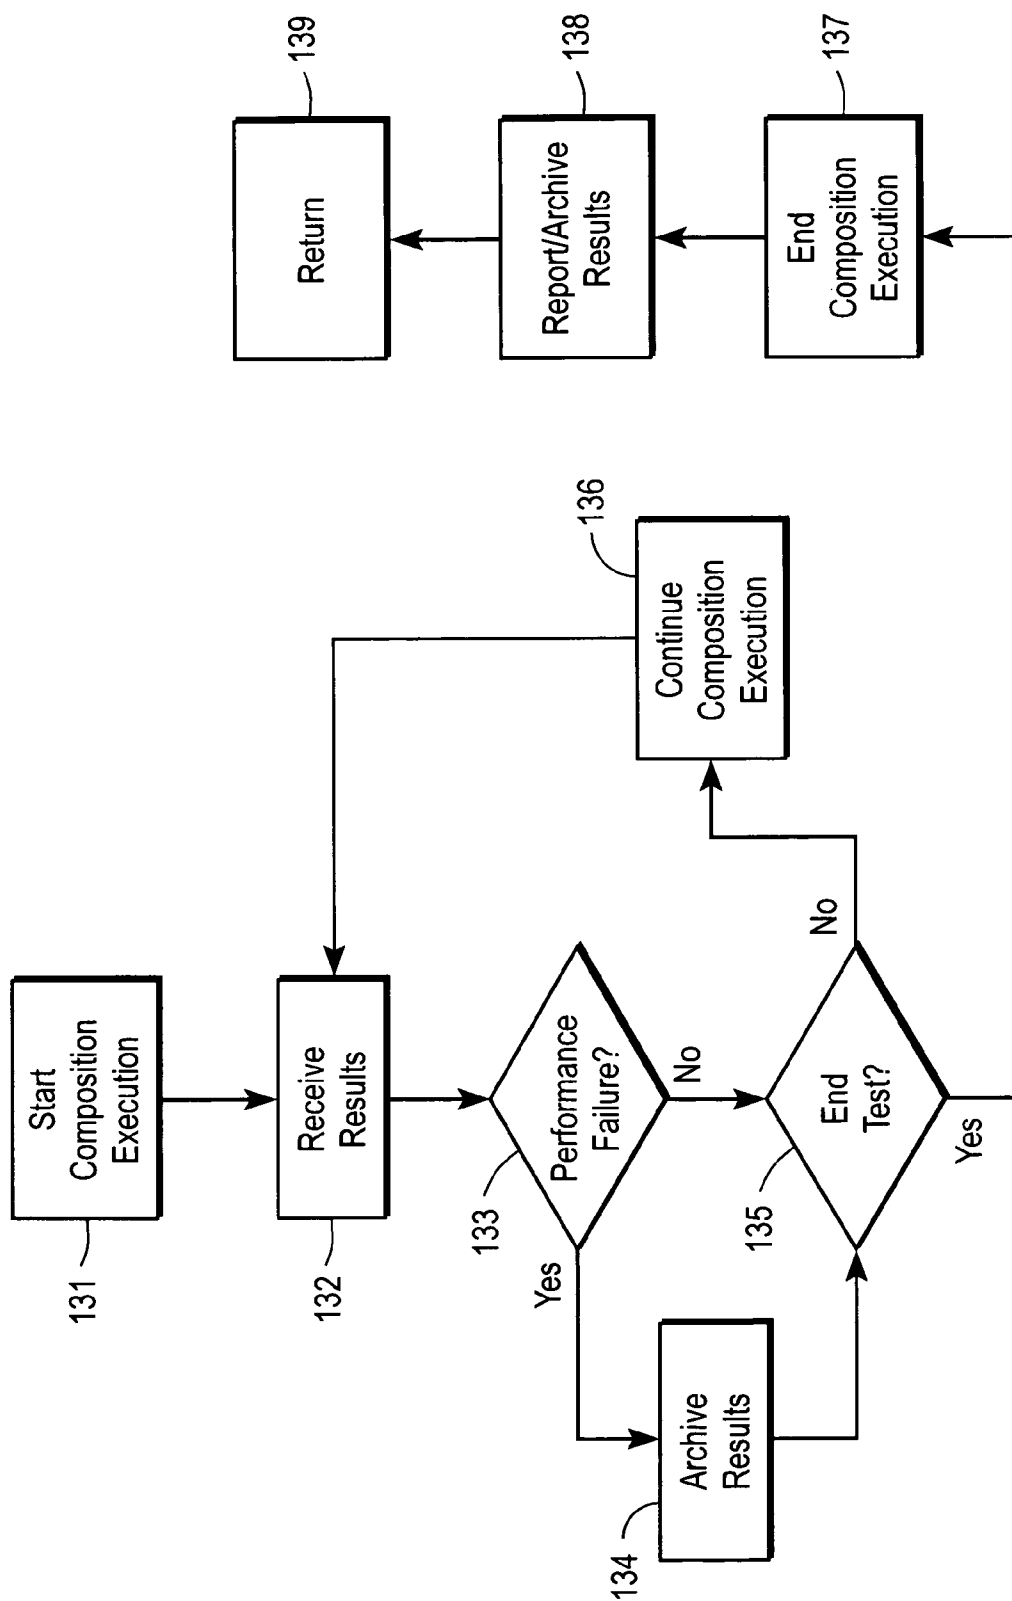 Start
Composition
Execution
131
Receive
Results
132
Performance
Failure?
133
Yes
No
Archive
Results
134
End
Test?
135
No
Yes
Continue
Composition
Execution
136
End
Composition
Execution
137
Report/Archive
Results
138
Return
139